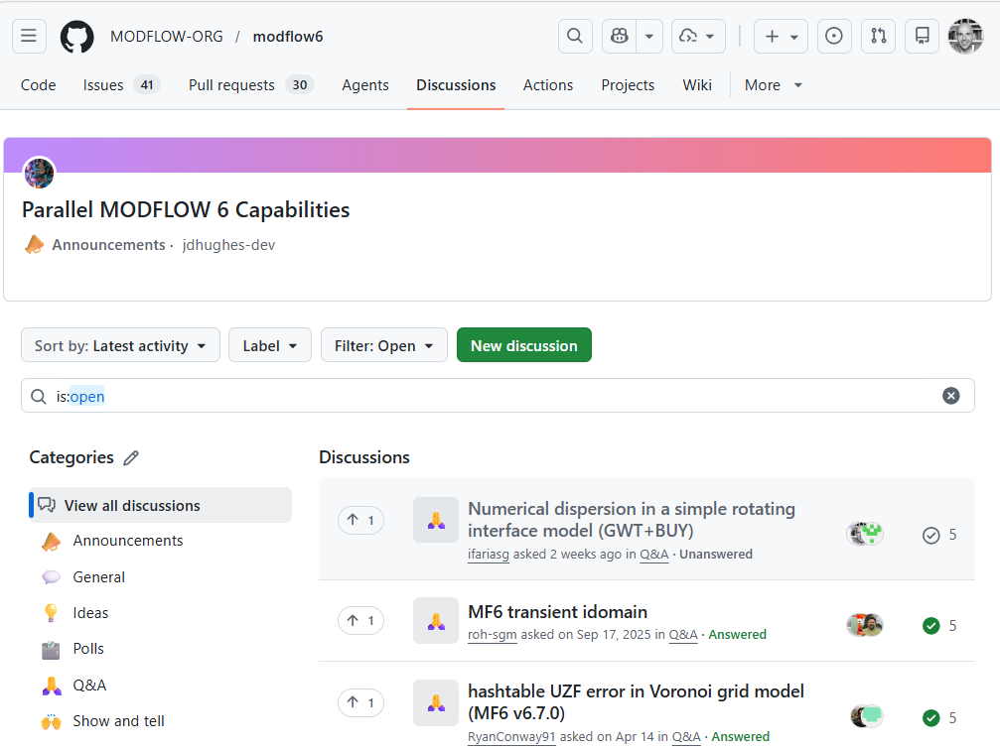 MODFLOW-ORG / modflow6
Code Issues 41 Pull requests 30 Agents Discussions Actions Projects Wiki More
Parallel MODFLOW 6 Capabilities
Announcements · jdhughes-dev
Sort by: Latest activity Label Filter: Open New discussion
is:open
Categories
View all discussions
Announcements
General
Ideas
Polls
Q&A
Show and tell
Discussions
1
Numerical dispersion in a simple rotating
interface model (GWT+BUY)
ifariasg asked 2 weeks ago in Q&A · Unanswered
5
1
MF6 transient idomain
roh-sgm asked on Sep 17, 2025 in Q&A · Answered
5
1
hashtable UZF error in Voronoi grid model
(MF6 v6.7.0)
RyanConway91 asked on Apr 14 in Q&A · Answered
5